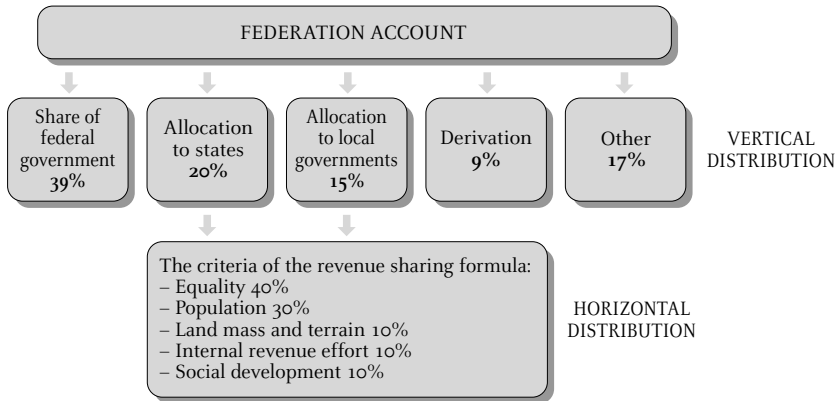 FEDERATION ACCOUNT
Share of
federal
government
39%
Allocation
to states
20%
Allocation
to local
governments
15%
Derivation
9%
Other
17%
VERTICAL
DISTRIBUTION
The criteria of the revenue sharing formula:
– Equality 40%
– Population 30%
– Land mass and terrain 10%
– Internal revenue effort 10%
– Social development 10%
HORIZONTAL
DISTRIBUTION